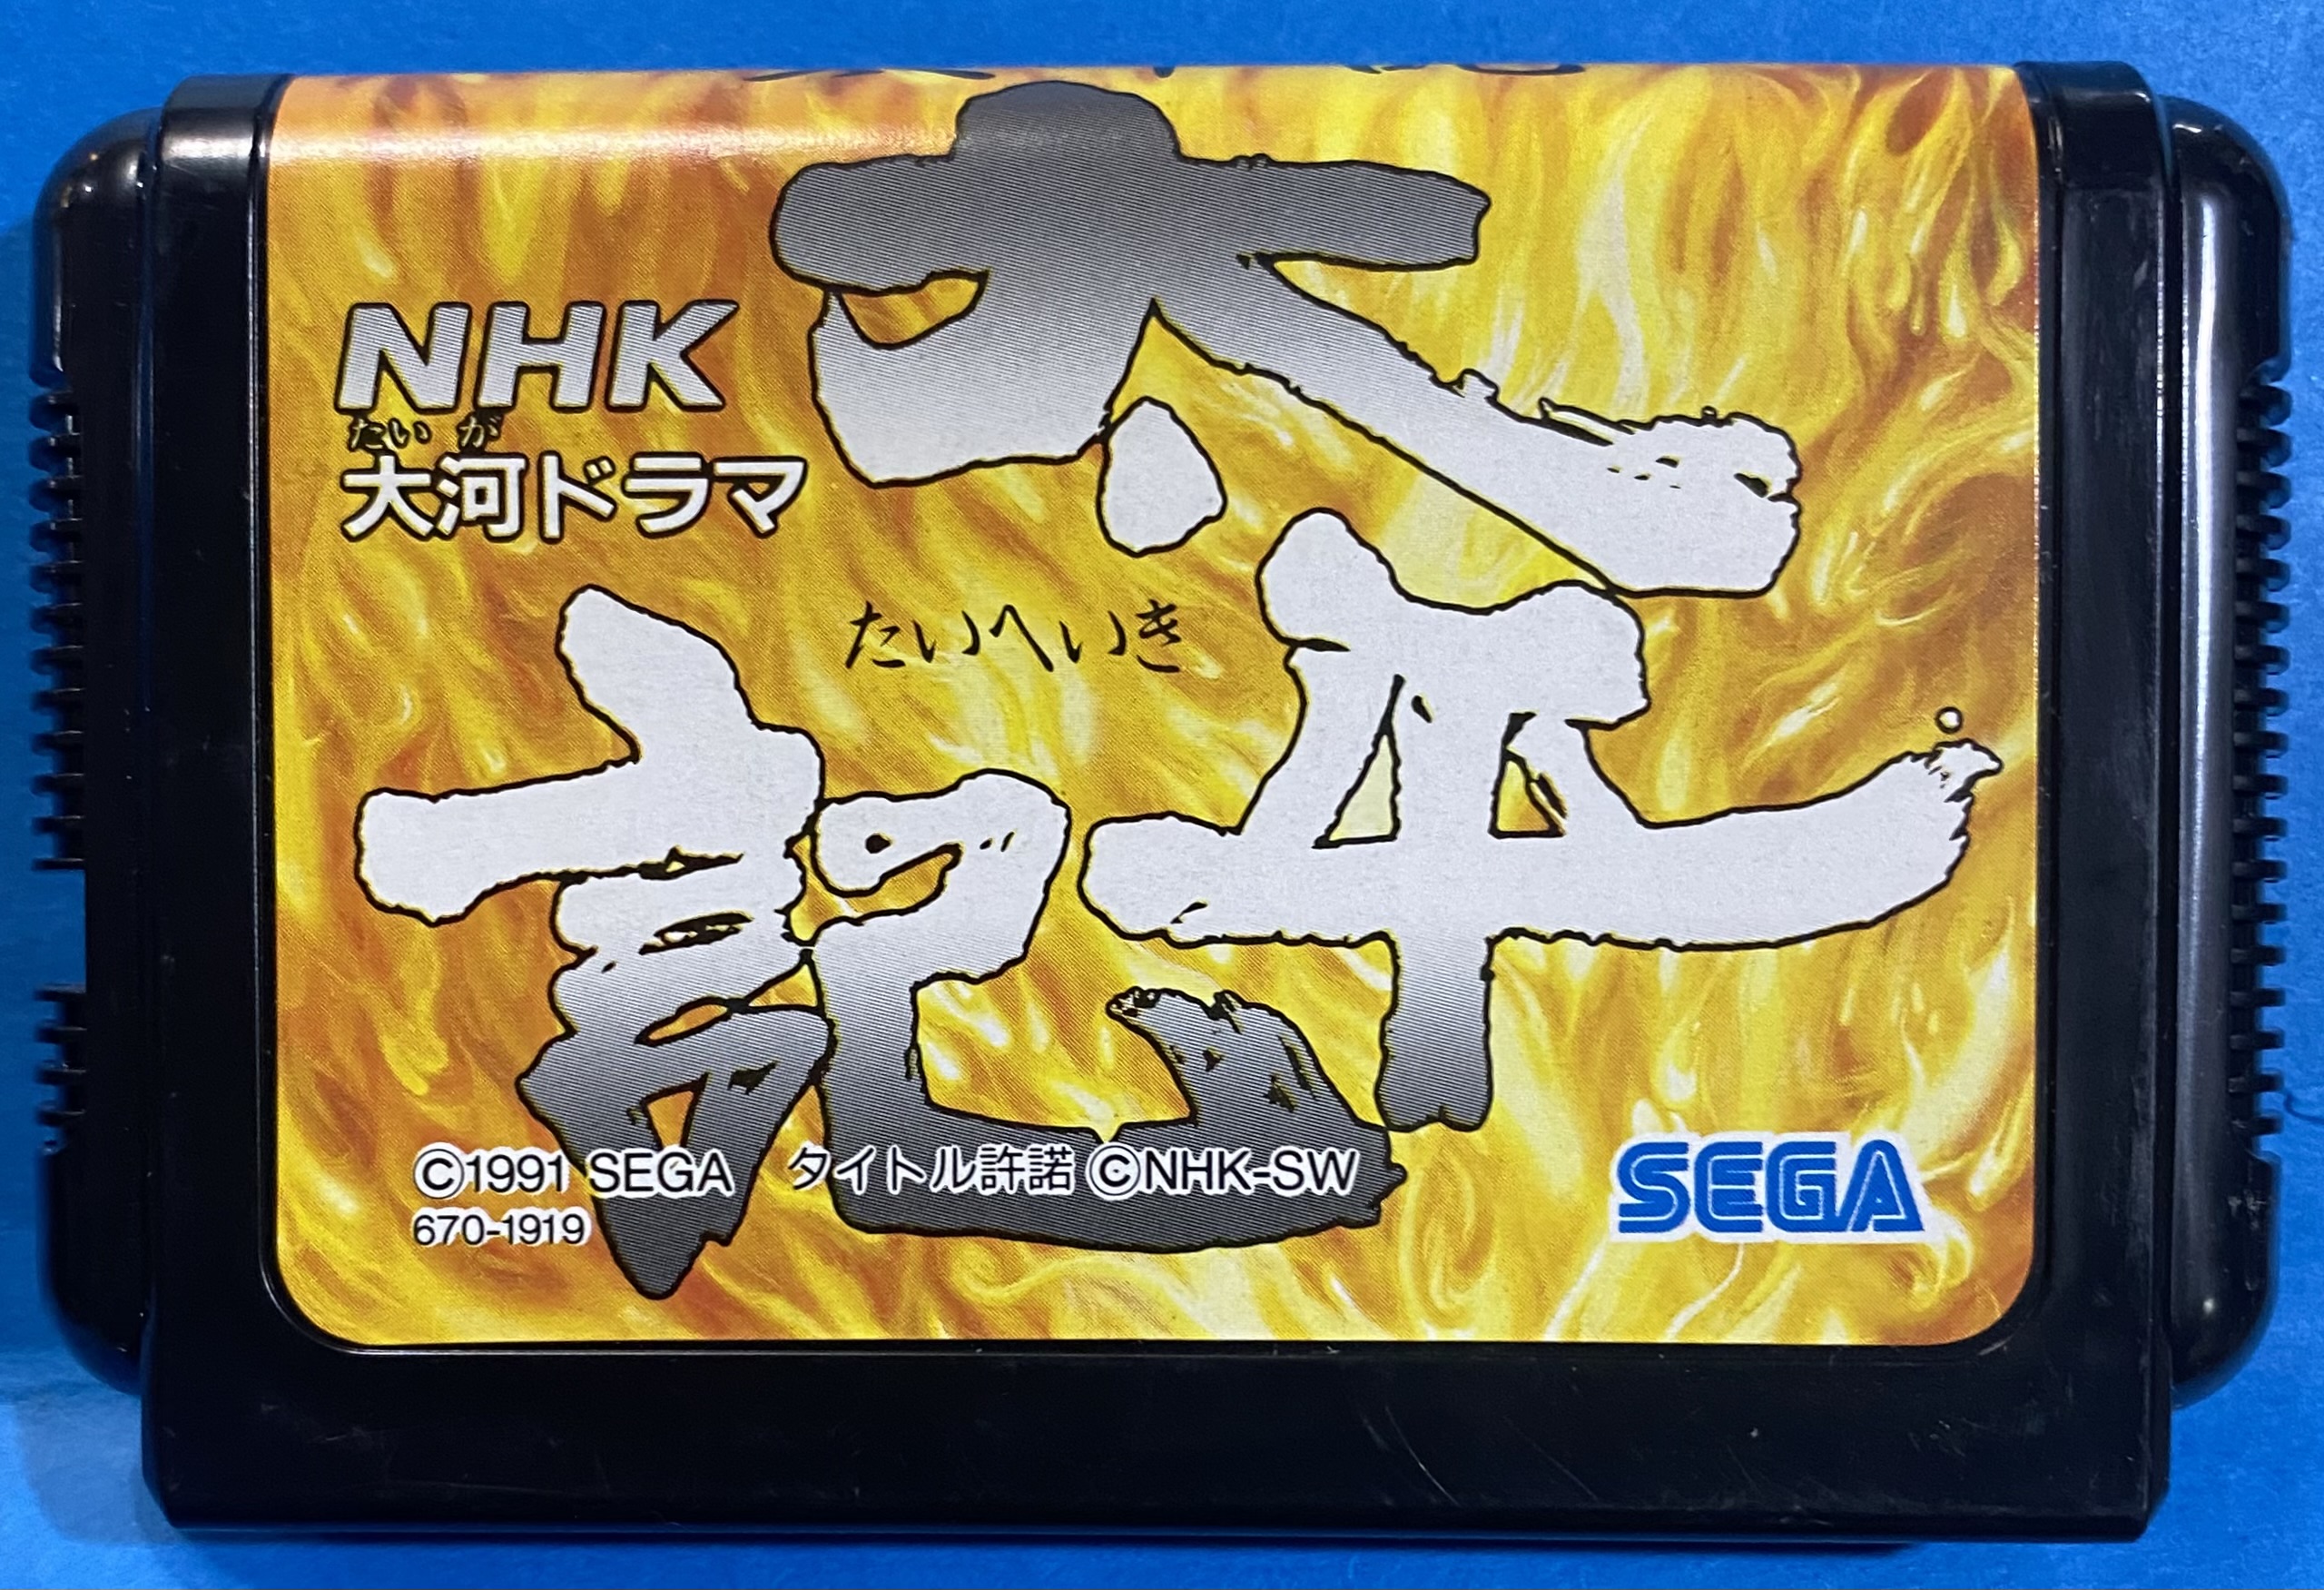 NHK
たいが
大河ドラマ
太平記
たいへいき
©1991 SEGA タイトル許諾 ©NHK-SW
670-1919
SEGA